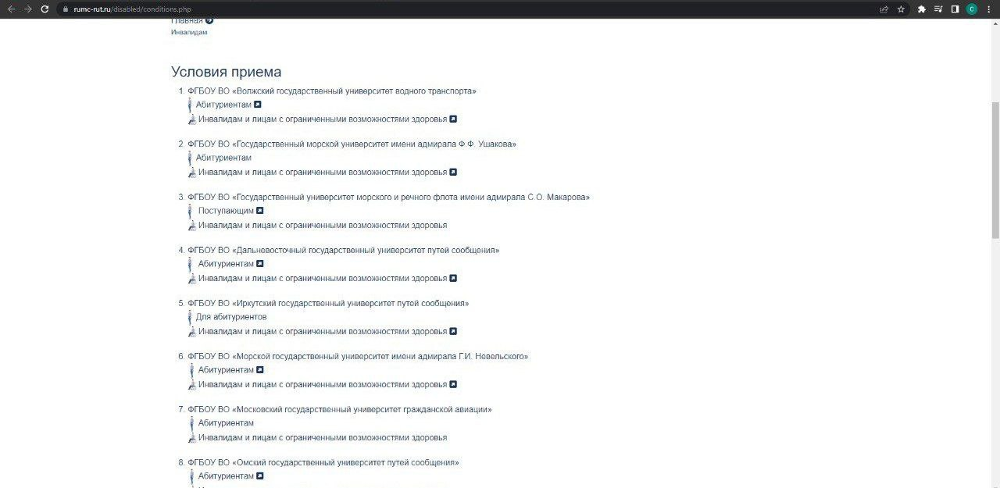 rumc-rut.ru/disabled/conditions.php
C
Главная
Инвалидам
Условия приема
1. ФГБОУ ВО «Волжский государственный университет водного транспорта»
Абитуриентам
Инвалидам и лицам с ограниченными возможностями здоровья
2. ФГБОУ ВО «Государственный морской университет имени адмирала Ф.Ф. Ушакова»
Абитуриентам
Инвалидам и лицам с ограниченными возможностями здоровья
3. ФГБОУ ВО «Государственный университет морского и речного флота имени адмирала С.О. Макарова»
Поступающим
Инвалидам и лицам с ограниченными возможностями здоровья
4. ФГБОУ ВО «Дальневосточный государственный университет путей сообщения»
Абитуриентам
Инвалидам и лицам с ограниченными возможностями здоровья
5. ФГБОУ ВО «Иркутский государственный университет путей сообщения»
Для абитуриентов
Инвалидам и лицам с ограниченными возможностями здоровья
6. ФГБОУ ВО «Морской государственный университет имени адмирала Г.И. Невельского»
Абитуриентам
Инвалидам и лицам с ограниченными возможностями здоровья
7. ФГБОУ ВО «Московский государственный университет гражданской авиации»
Абитуриентам
Инвалидам и лицам с ограниченными возможностями здоровья
8. ФГБОУ ВО «Омский государственный университет путей сообщения»
Абитуриентам